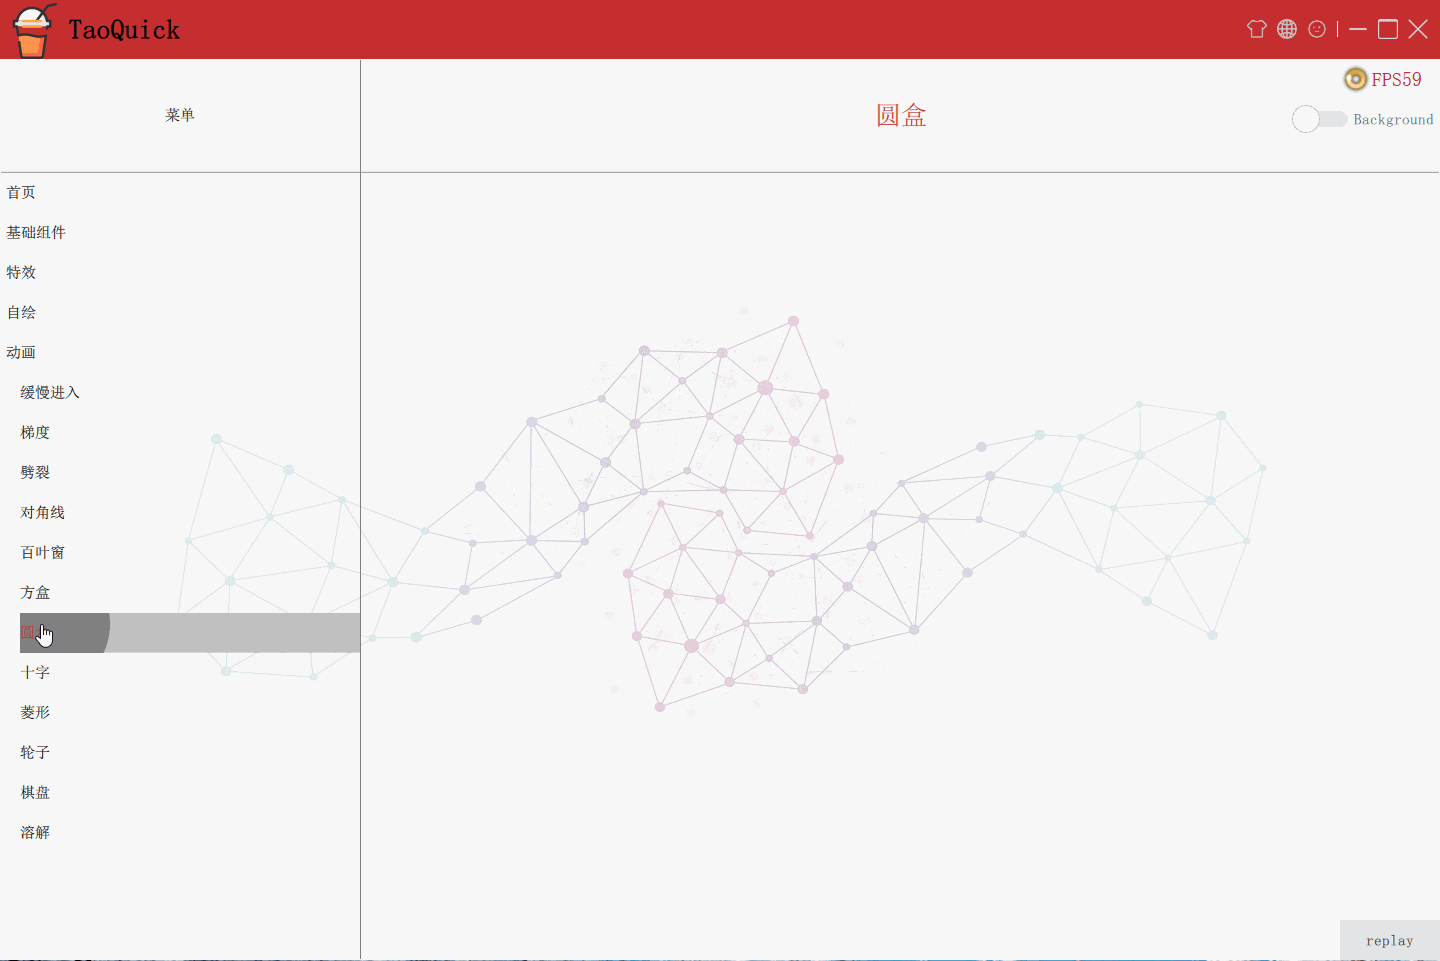 TaoQuick
FPS59
菜单
圆盒
Background
首页
基础组件
特效
自绘
动画
缓慢进入
梯度
劈裂
对角线
百叶窗
方盒
圆
十字
菱形
轮子
棋盘
溶解
replay